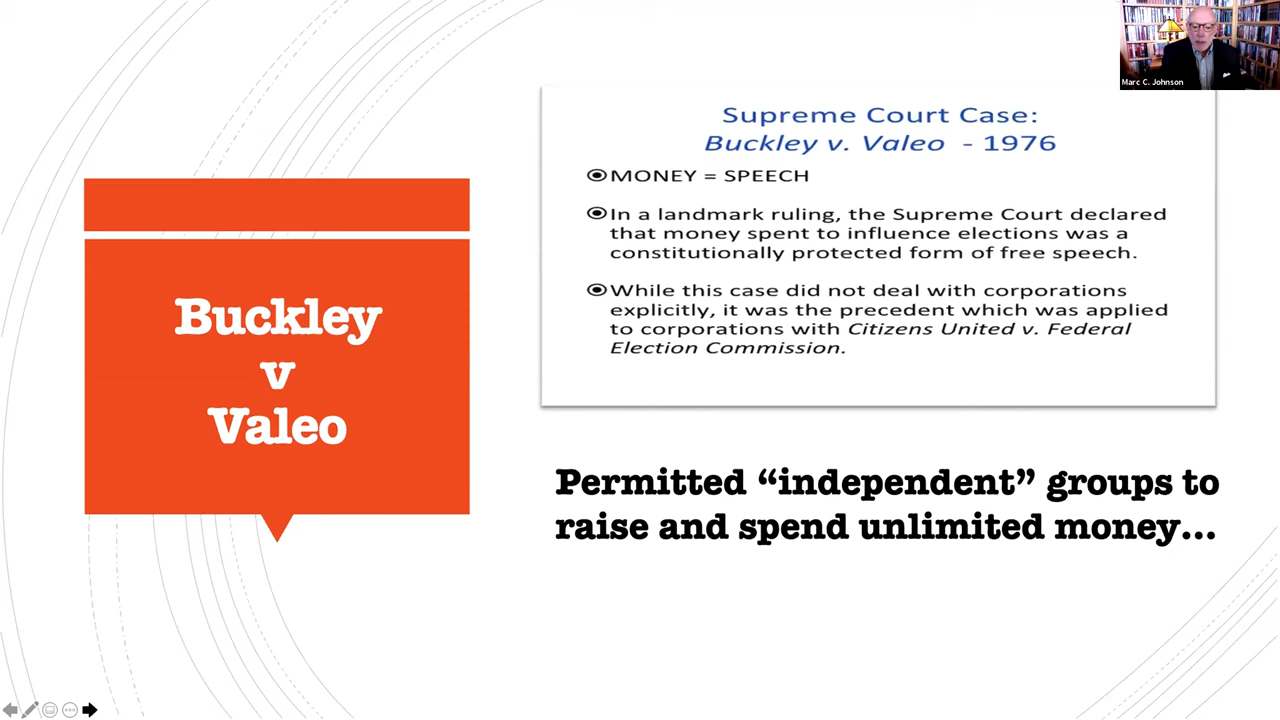 Marc C. Johnson
Buckley
v
Valeo
Supreme Court Case:
Buckley v. Valeo - 1976
MONEY = SPEECH
In a landmark ruling, the Supreme Court declared
that money spent to influence elections was a
constitutionally protected form of free speech.
While this case did not deal with corporations
explicitly, it was the precedent which was applied
to corporations with Citizens United v. Federal
Election Commission.
Permitted “independent” groups to
raise and spend unlimited money...